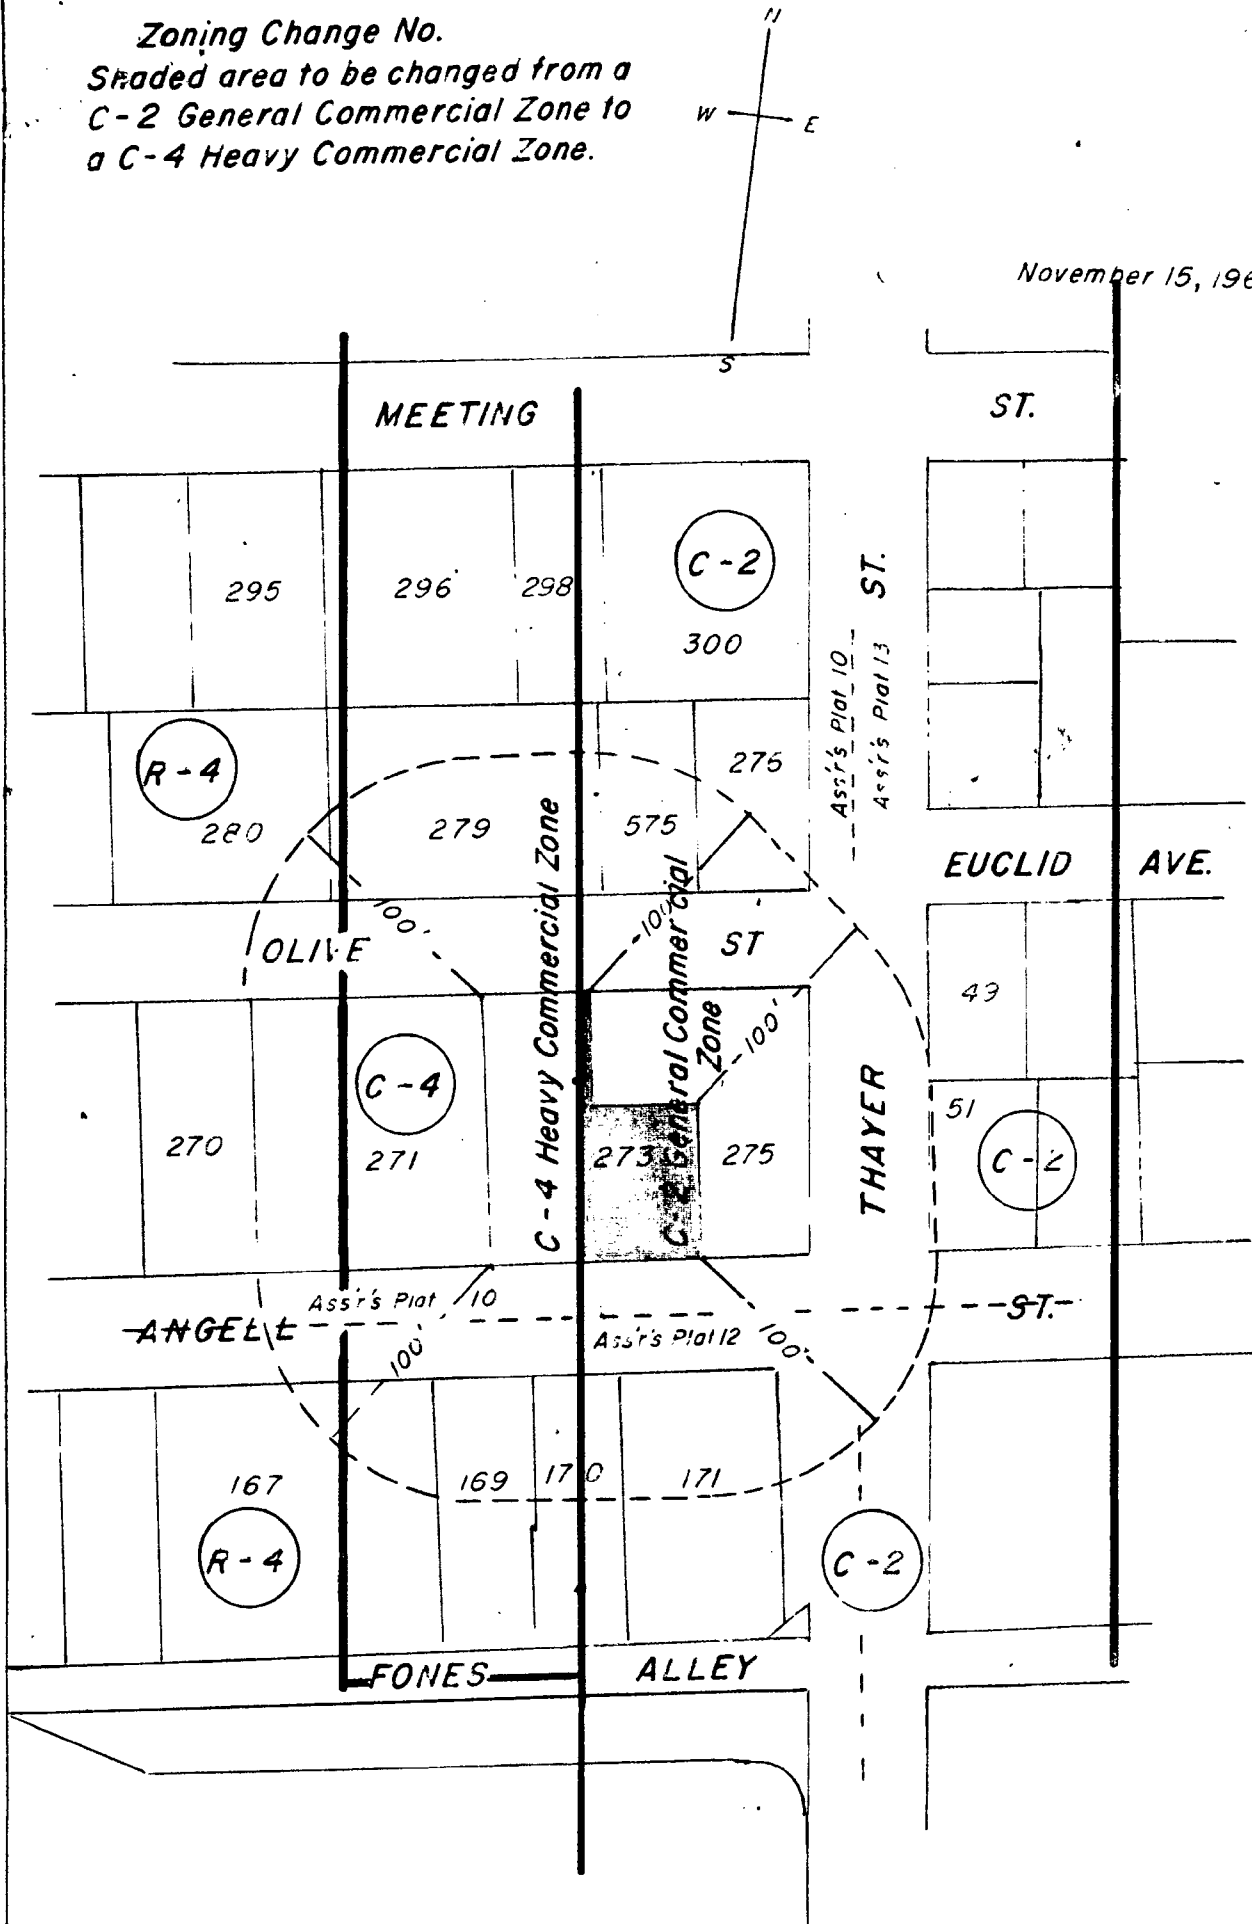 Zoning Change No.
Shaded area to be changed from a
C-2 General Commercial Zone to
a C-4 Heavy Commercial Zone.
N
W E
S
November 15, 196
MEETING ST.
C-2
295 296 298 300
ST.
Ass'r's Plat 10
Ass'r's Plat 13
R-4
280 279 575 276
EUCLID AVE.
100'
100'
OLIVE ST
C-4 Heavy Commercial Zone
C-2 General Commercial
Zone
49
100'
C-4
270 271 273 275
THAYER
51
C-2
Ass'r's Plat 10
ANGELL ST.
Ass'r's Plat 12
100'
100'
167 169 170 171
R-4
C-2
FONES ALLEY